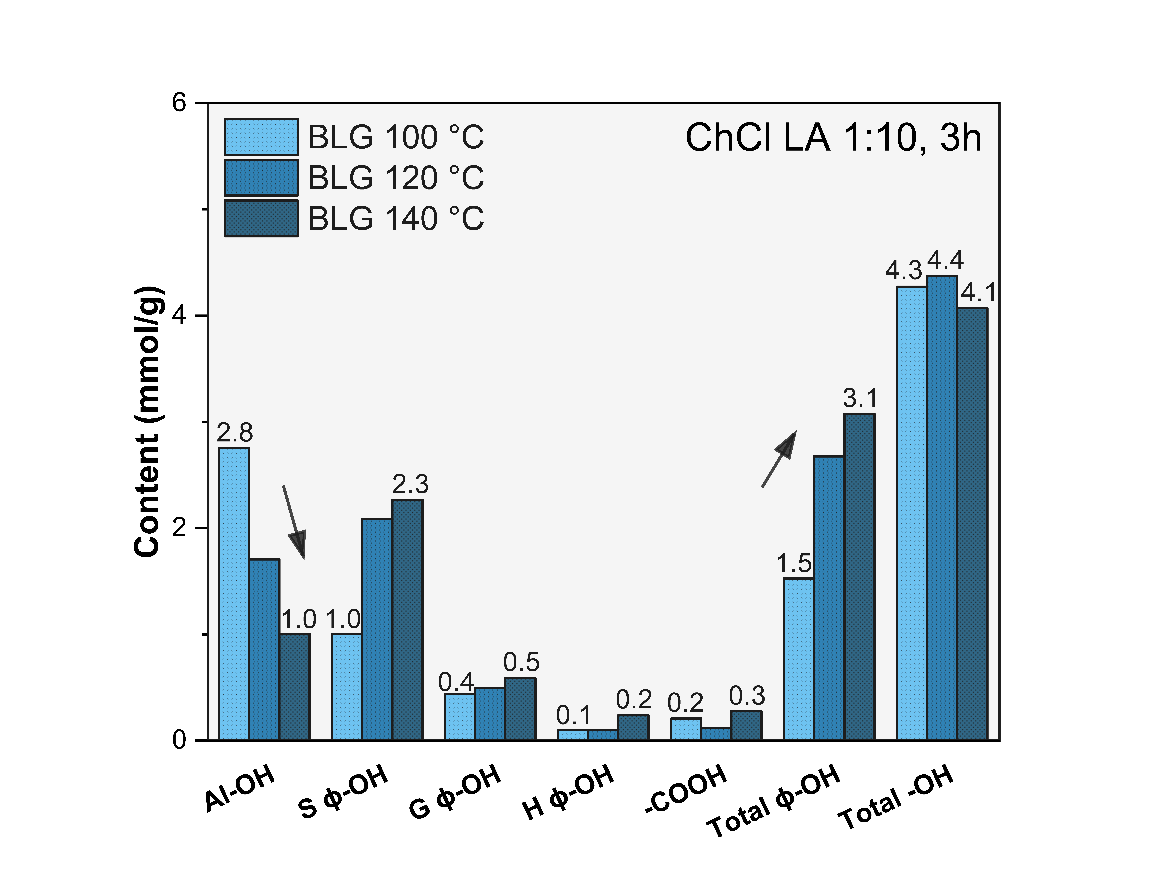 6
BLG 100 °C
ChCl LA 1:10, 3h
BLG 120 °C
BLG 140 °C
4.3
4.4
4.1
4
3.1
2.8
2.3
2
1.5
1.0
1.0
0.4
0.5
0.1
0.2
0.2
0.3
0
Content (mmol/g)
Al-OH
S ϕ-OH
G ϕ-OH
H ϕ-OH
-COOH
Total ϕ-OH
Total -OH